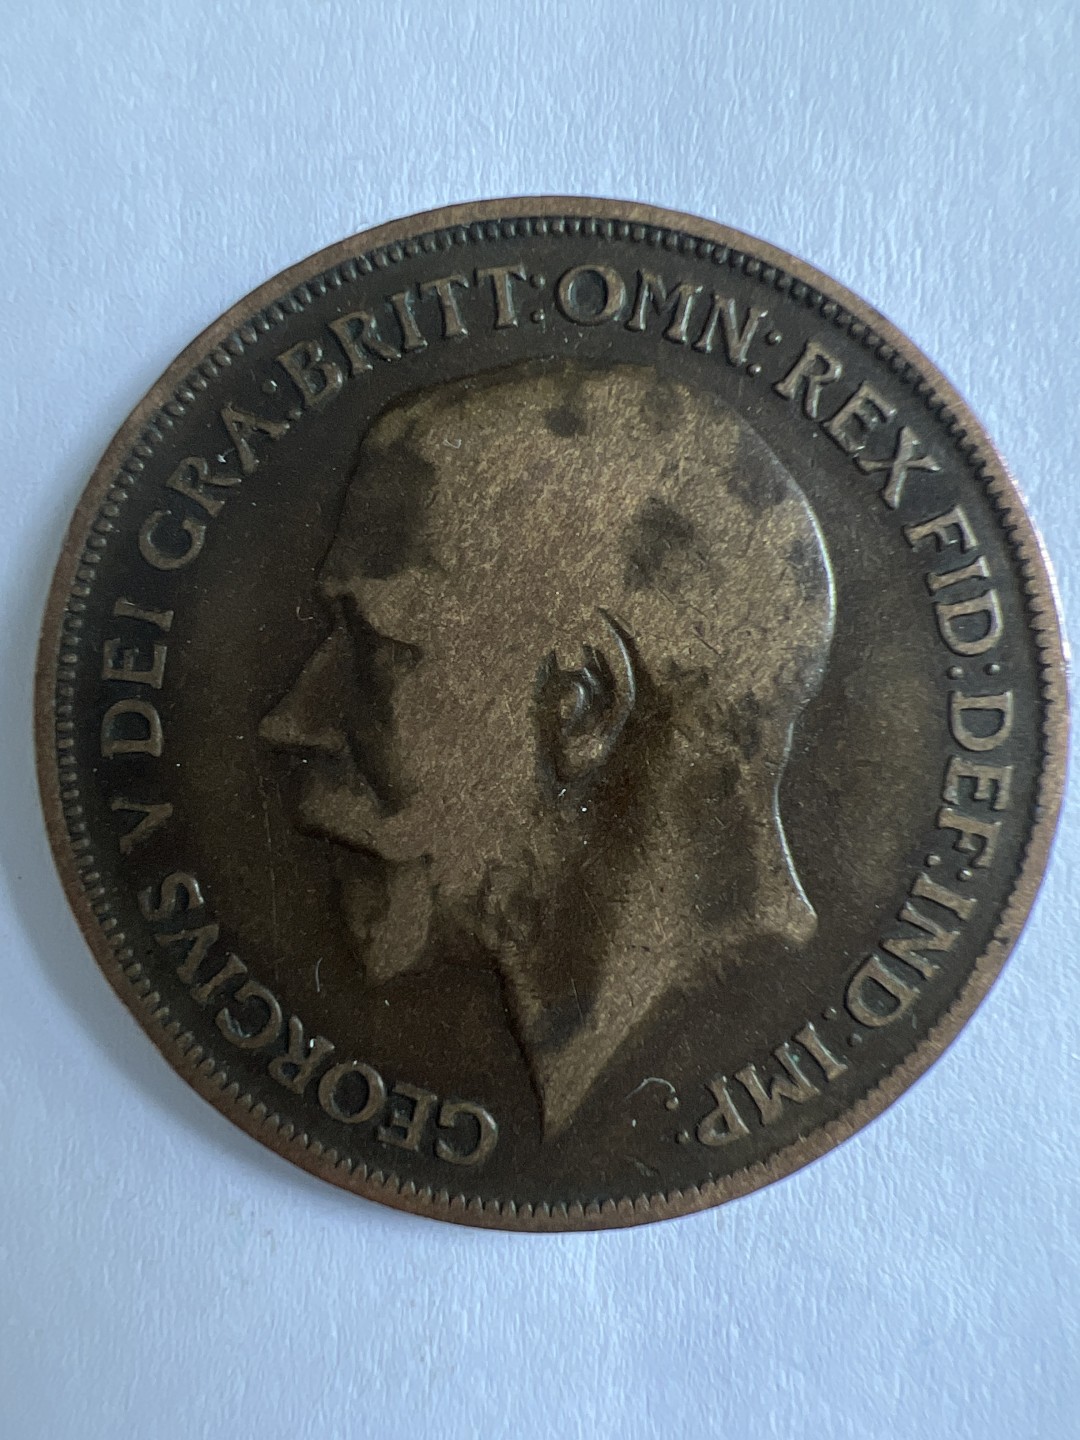 GEORGIVS V DEI GRA: BRITT: OMN: REX FID: DEF: IND: IMP: